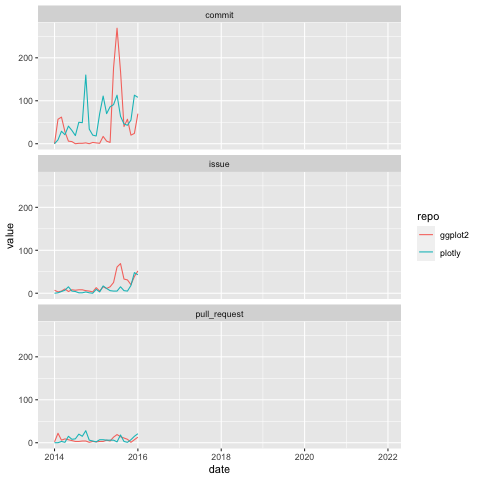 commit
200
100
0
issue
200
100
0
pull_request
200
100
0
value
2014
2016
2018
2020
2022
date
repo
ggplot2
plotly